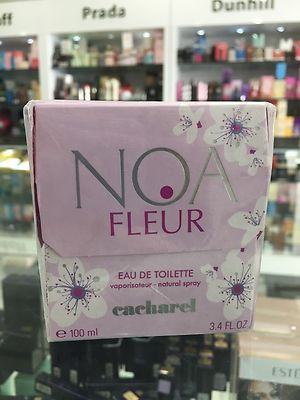 Prada
Dunhill
NOA
FLEUR
EAU DE TOILETTE
vaporisateur - natural spray
cacharel
℮ 100 ml
3.4 FL.OZ